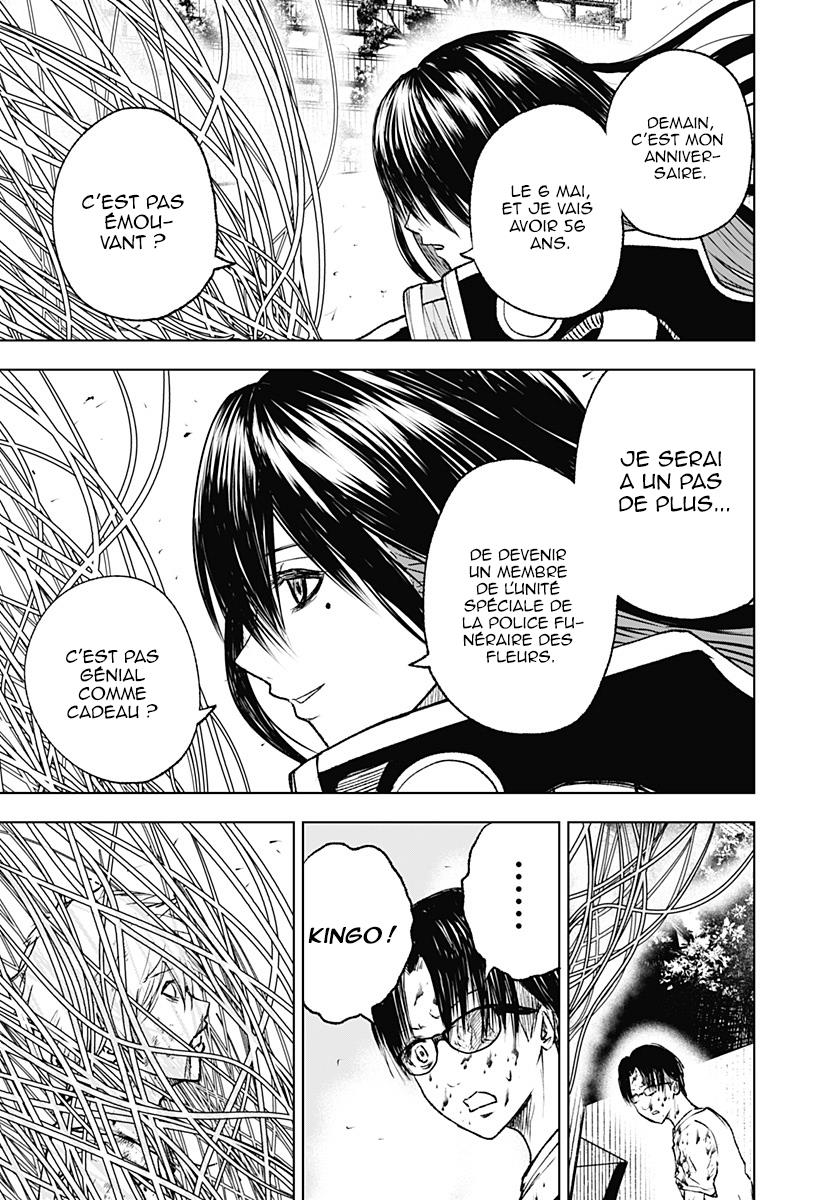 DEMAIN,
C'EST MON
ANNIVER-
SAIRE.
LE 6 MAI,
ET JE VAIS
AVOIR 56
ANS.
C'EST PAS
ÉMOU-
VANT ?
JE SERAI
A UN PAS
DE PLUS...
DE DEVENIR
UN MEMBRE
DE L'UNITÉ
SPÉCIALE DE
LA POLICE FU-
NÉRAIRE DES
FLEURS.
C'EST PAS
GÉNIAL
COMME
CADEAU ?
......
KINGO !